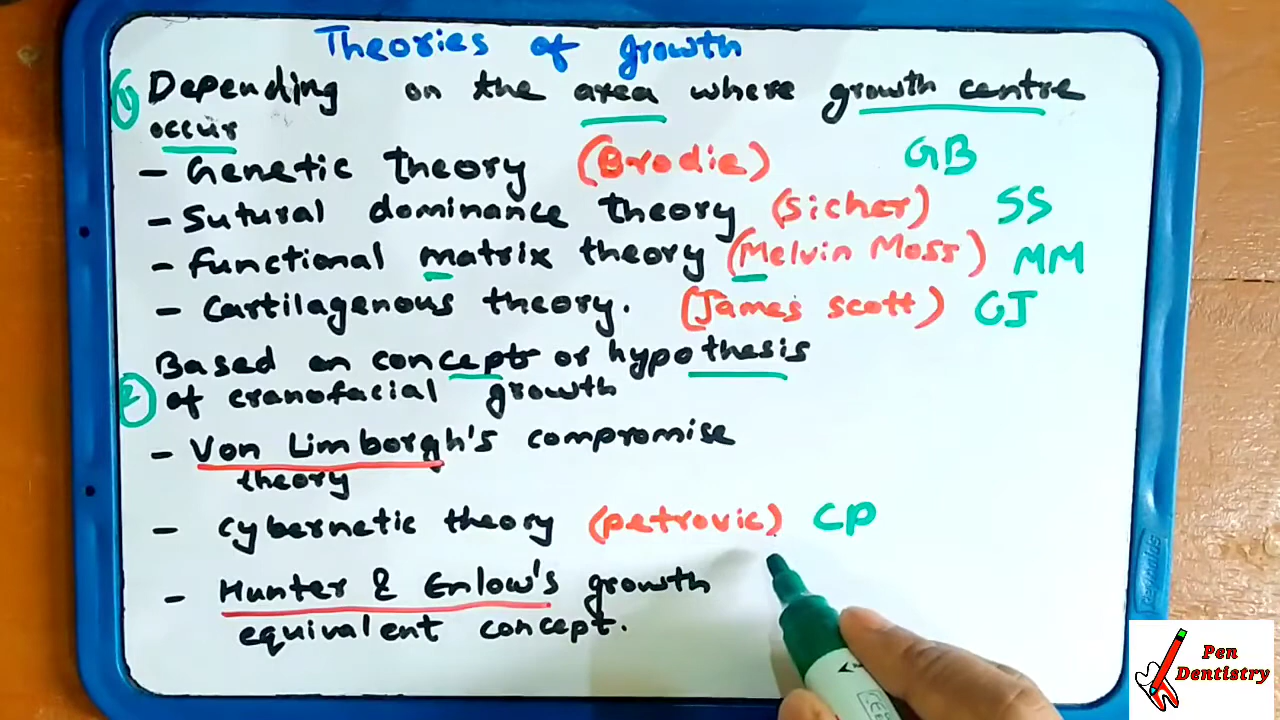 Theories of growth
① Depending on the area where growth centre
occur
- Genetic theory (Brodie) GB
- Sutural dominance theory (Sicher) SS
- functional matrix theory (Melvin Moss) MM
- Cartilagenous theory. (James scott) CJ
Based on concepts or hypothesis
② of cranofacial growth
- Von Limborgh's compromise
theory
- cybernetic theory (petrovic) CP
- Hunter & Enlow's growth
equivalent concept.
Pen
Dentistry